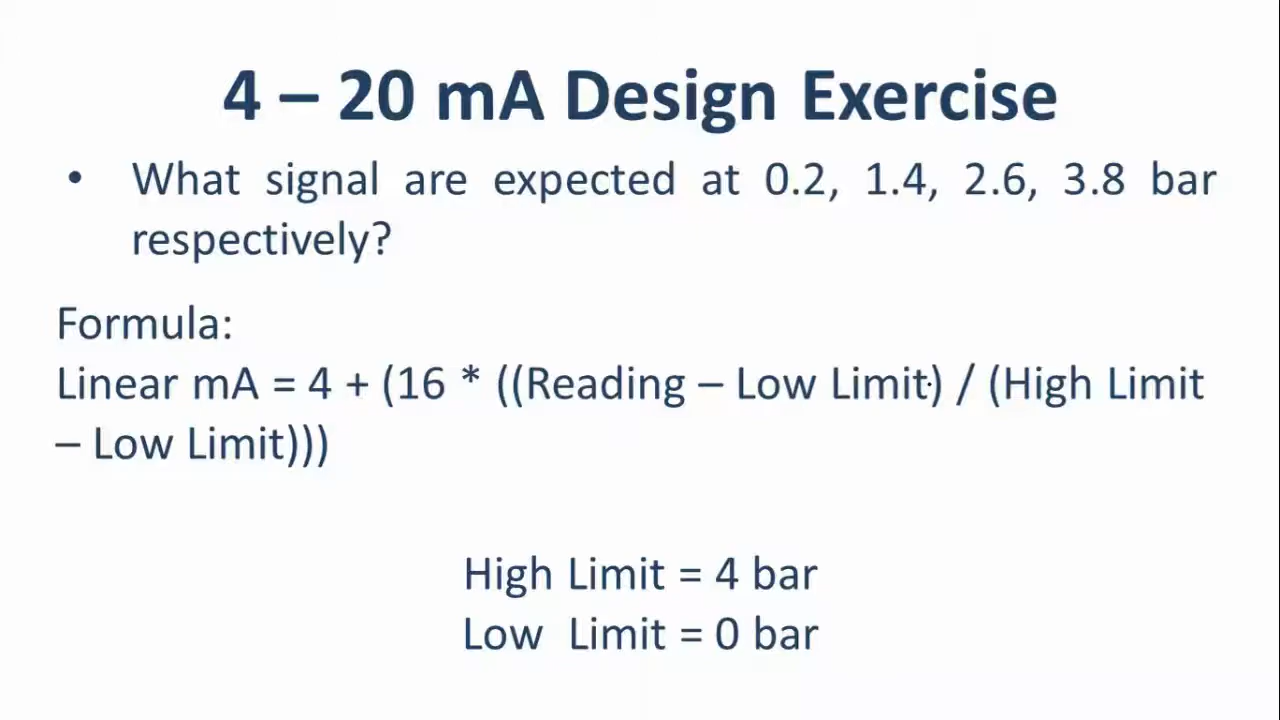 4 – 20 mA Design Exercise
• What signal are expected at 0.2, 1.4, 2.6, 3.8 bar
respectively?
Formula:
Linear mA = 4 + (16 * ((Reading – Low Limit) / (High Limit
– Low Limit)))
High Limit = 4 bar
Low Limit = 0 bar